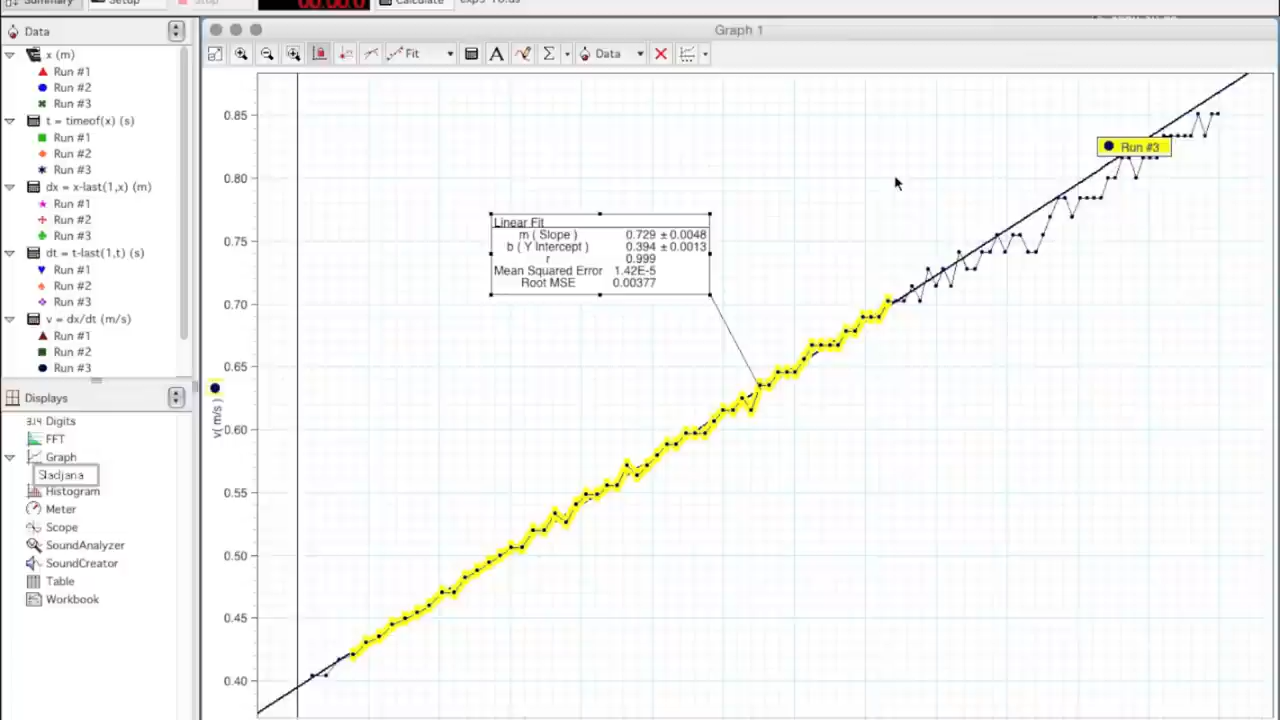 Summary
Setup
Stop
00:00.0
Calculate
Data
x (m)
Run #1
Run #2
Run #3
t = timeof(x) (s)
Run #1
Run #2
Run #3
dx = x-last(1,x) (m)
Run #1
Run #2
Run #3
dt = t-last(1,t) (s)
Run #1
Run #2
Run #3
v = dx/dt (m/s)
Run #1
Run #2
Run #3
Displays
3.14 Digits
FFT
Graph
Sladjana
Histogram
Meter
Scope
SoundAnalyzer
SoundCreator
Table
Workbook
Graph 1
Fit
A
Σ
Data
0.85
0.80
0.75
0.70
0.65
0.60
0.55
0.50
0.45
0.40
v( m/s )
Linear Fit
m ( Slope ) 0.729 ±0.0048
b ( Y Intercept ) 0.394 ±0.0013
r 0.999
Mean Squared Error 1.42E-5
Root MSE 0.00377
Run #3